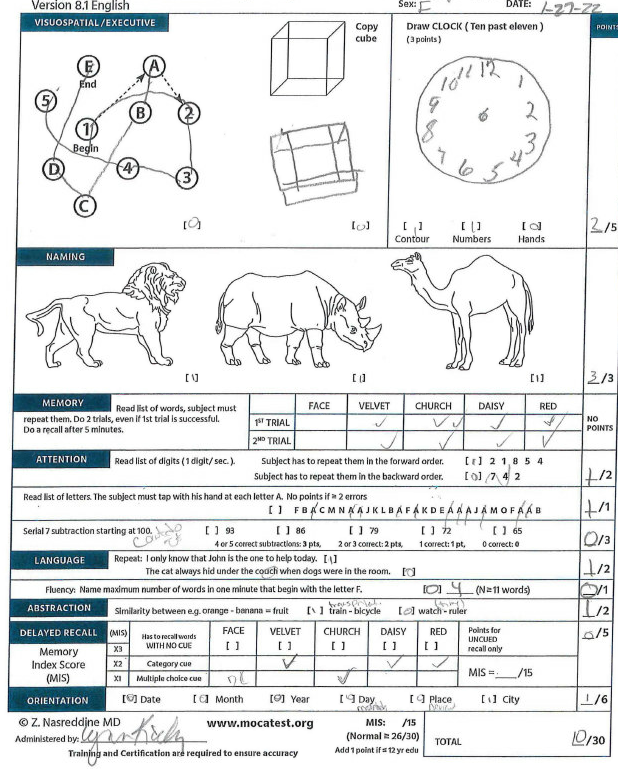 Version 8.1 English Sex: F DATE: 1-27-22
VISUOSPATIAL / EXECUTIVE Copy cube Draw CLOCK ( Ten past eleven ) POINTS
(3 points )
E A
End
5 B 2
1
Begin
D 4 3
C
12 1 2 3 4 5 6 7 8 9 10 11
6
[0] [0] [1] [1] [0] 2/5
Contour Numbers Hands
NAMING
[1] [1] [1] 3/3
MEMORY Read list of words, subject must repeat them. Do 2 trials, even if 1st trial is successful. Do a recall after 5 minutes.
FACE VELVET CHURCH DAISY RED NO POINTS
1ST TRIAL ✓ ✓ ✓ ✓
2ND TRIAL ✓ ✓ ✓ ✓
ATTENTION Read list of digits (1 digit/ sec.). Subject has to repeat them in the forward order. [1] 2 1 8 5 4
Subject has to repeat them in the backward order. [0] 7 4 2 1/2
Read list of letters. The subject must tap with his hand at each letter A. No points if ≥ 2 errors
[ ] F B A C M N A A J K L B A F A K D E A A A J A M O F A A B 1/1
Serial 7 subtraction starting at 100. [ ] 93 [ ] 86 [ ] 79 [ ] 72 [ ] 65
4 or 5 correct subtractions: 3 pts, 2 or 3 correct: 2 pts, 1 correct: 1 pt, 0 correct: 0 0/3
LANGUAGE Repeat: I only know that John is the one to help today. [1]
The cat always hid under the couch when dogs were in the room. [0] 1/2
Fluency: Name maximum number of words in one minute that begin with the letter F. [0] 4 (N ≥ 11 words) 0/1
ABSTRACTION Similarity between e.g. orange - banana = fruit [1] train - bicycle [0] watch - ruler 1/2
DELAYED RECALL (MIS) Has to recall words WITH NO CUE FACE VELVET CHURCH DAISY RED Points for UNCUED recall only 0/5
X3 [ ] [ ] [ ] [ ] [ ]
Memory Index Score (MIS) X2 Category cue ✓ ✓ ✓ MIS = /15
X1 Multiple choice cue ✓
ORIENTATION [0] Date [0] Month [0] Year [0] Day [0] Place [1] City 1/6
© Z. Nasreddine MD www.mocatest.org MIS: /15
(Normal ≥ 26/30) TOTAL 10/30
Administered by:
Add 1 point if ≤ 12 yr edu
Training and Certification are required to ensure accuracy